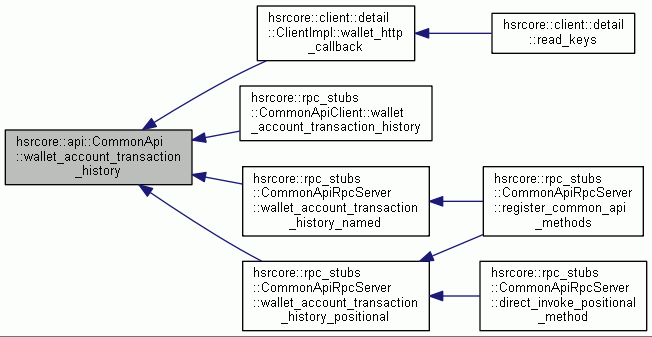 hsrcore::client::detail
::ClientImpl::wallet_http
_callback
hsrcore::client::detail
::read_keys
hsrcore::rpc_stubs
::CommonApiClient::wallet
_account_transaction_history
hsrcore::api::CommonApi
::wallet_account_transaction
_history
hsrcore::rpc_stubs
::CommonApiRpcServer
::wallet_account_transaction
_history_named
hsrcore::rpc_stubs
::CommonApiRpcServer
::register_common_api
_methods
hsrcore::rpc_stubs
::CommonApiRpcServer
::wallet_account_transaction
_history_positional
hsrcore::rpc_stubs
::CommonApiRpcServer
::direct_invoke_positional
_method